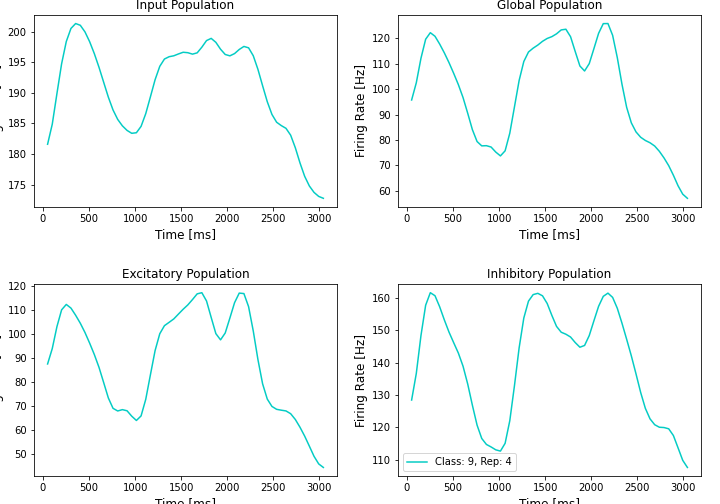 Input Population
200
195
190
185
180
175
0 500 1000 1500 2000 2500 3000
Time [ms]
Global Population
Firing Rate [Hz]
120
110
100
90
80
70
60
0 500 1000 1500 2000 2500 3000
Time [ms]
Excitatory Population
120
110
100
90
80
70
60
50
0 500 1000 1500 2000 2500 3000
Time [ms]
Inhibitory Population
Firing Rate [Hz]
160
150
140
130
120
110
Class: 9, Rep: 4
0 500 1000 1500 2000 2500 3000
Time [ms]